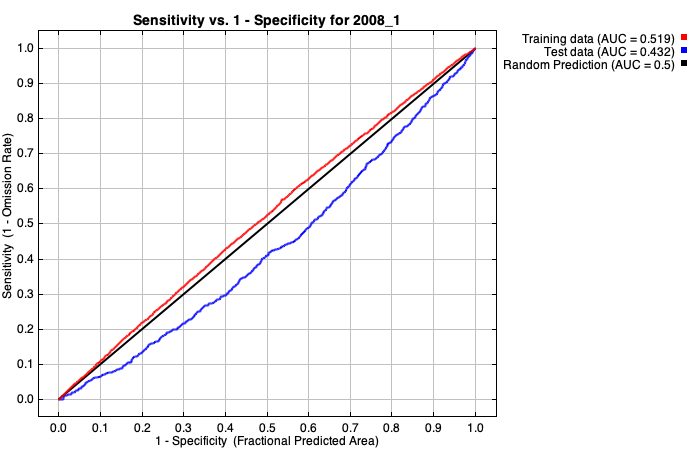 Sensitivity vs. 1 - Specificity for 2008_1
Training data (AUC = 0.519)
Test data (AUC = 0.432)
Random Prediction (AUC = 0.5)
Sensitivity (1 - Omission Rate)
1.0
0.9
0.8
0.7
0.6
0.5
0.4
0.3
0.2
0.1
0.0
0.0 0.1 0.2 0.3 0.4 0.5 0.6 0.7 0.8 0.9 1.0
1 - Specificity (Fractional Predicted Area)